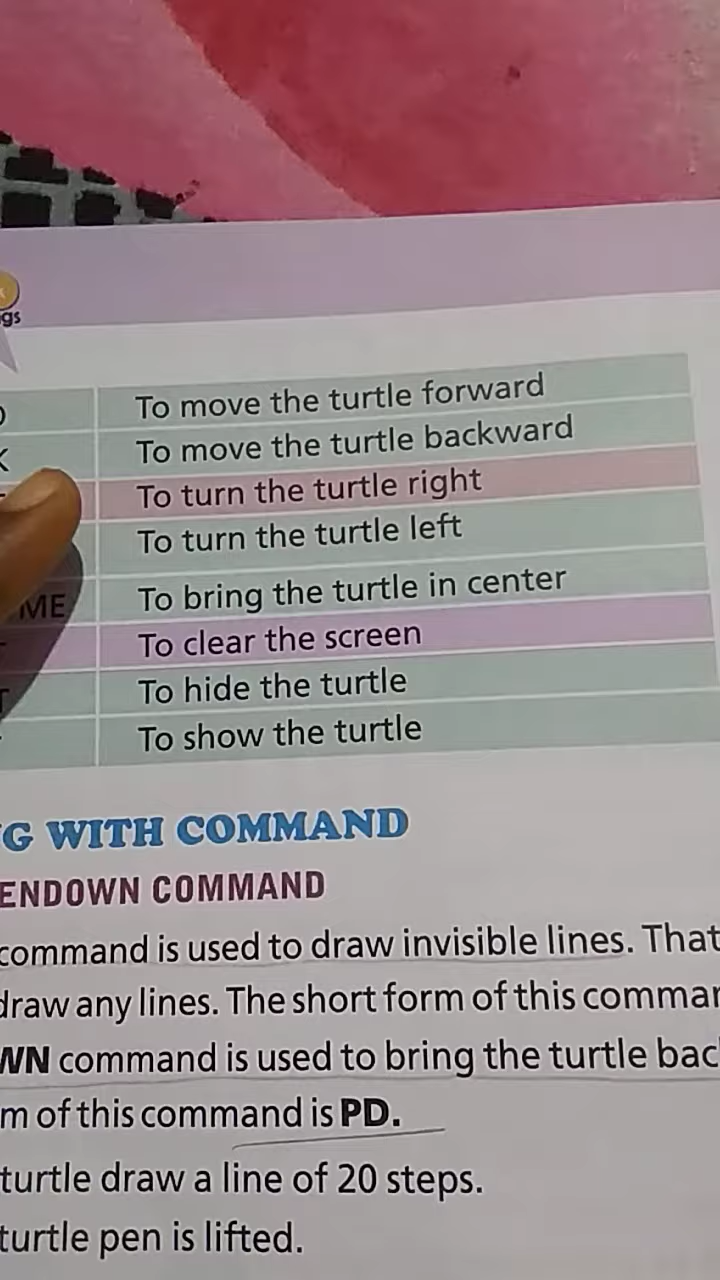 gs
To move the turtle forward
To move the turtle backward
To turn the turtle right
To turn the turtle left
ME To bring the turtle in center
To clear the screen
To hide the turtle
To show the turtle
G WITH COMMAND
ENDOWN COMMAND
command is used to draw invisible lines. That
draw any lines. The short form of this comman
WN command is used to bring the turtle bac
m of this command is PD.
turtle draw a line of 20 steps.
turtle pen is lifted.